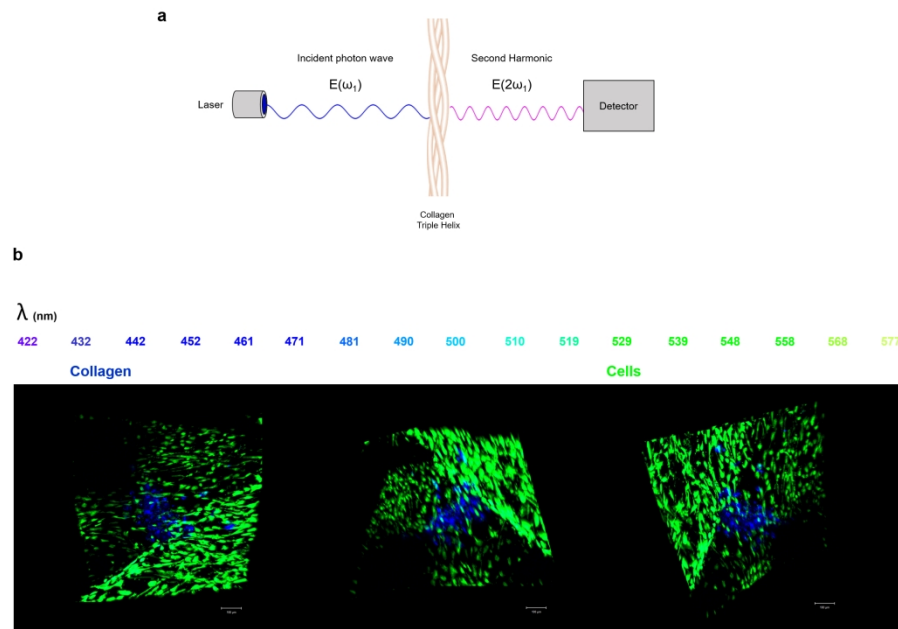 a
Incident photon wave
Second Harmonic
E(ω₁)
E(2ω₁)
Laser
Detector
Collagen
Triple Helix
b
λ (nm)
422 432 442 452 461 471 481 490 500 510 519 529 539 548 558 568 577
Collagen
Cells